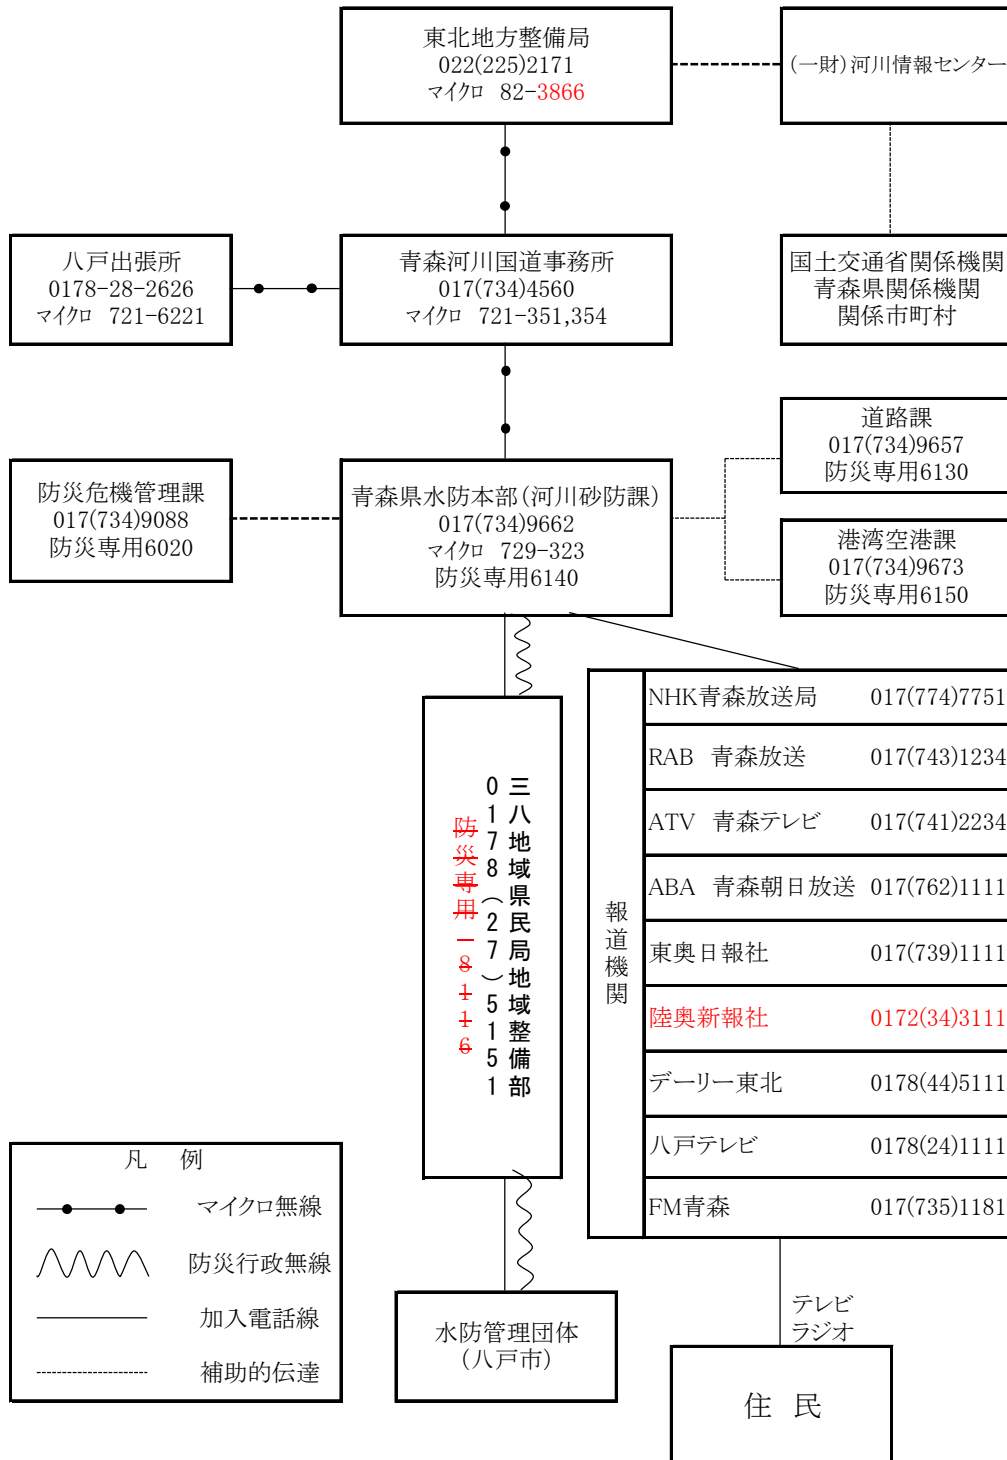 東北地方整備局
022(225)2171
マイクロ 82-3866
(一財)河川情報センター
八戸出張所
0178-28-2626
マイクロ 721-6221
青森河川国道事務所
017(734)4560
マイクロ 721-351,354
国土交通省関係機関
青森県関係機関
関係市町村
道路課
017(734)9657
防災専用6130
防災危機管理課
017(734)9088
防災専用6020
青森県水防本部(河川砂防課)
017(734)9662
マイクロ 729-323
防災専用6140
港湾空港課
017(734)9673
防災専用6150
三八地域県民局地域整備部
0178(27)5151
防災専用 ー8116
報道機関
NHK青森放送局 017(774)7751
RAB 青森放送 017(743)1234
ATV 青森テレビ 017(741)2234
ABA 青森朝日放送 017(762)1111
東奥日報社 017(739)1111
陸奥新報社 0172(34)3111
デーリー東北 0178(44)5111
八戸テレビ 0178(24)1111
FM青森 017(735)1181
凡 例
マイクロ無線
防災行政無線
加入電話線
補助的伝達
水防管理団体
(八戸市)
テレビ
ラジオ
住 民